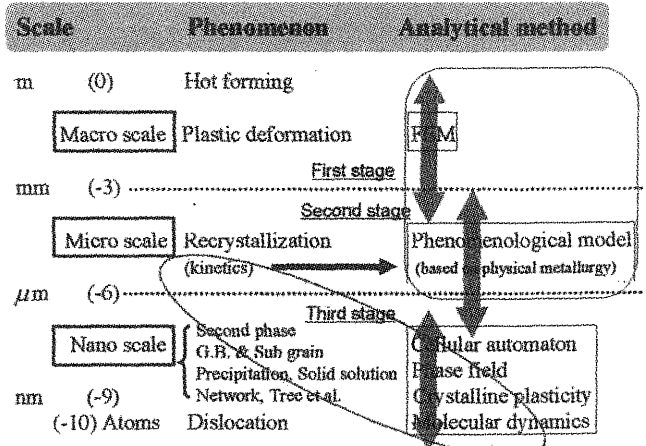 Scale Phenomenon Analytical method
m (0) Hot forming
Macro scale Plastic deformation FEM
First stage
mm (-3)
Second stage
Micro scale Recrystallization Phenomenological model
(kinetics) (based on physical metallurgy)
μm (-6)
Third stage
Nano scale Second phase Cellular automaton
G.B. & Sub grain Phase field
Precipitation, Solid solution Crystalline plasticity
nm (-9) Network, Tree et al. Molecular dynamics
(-10) Atoms Dislocation